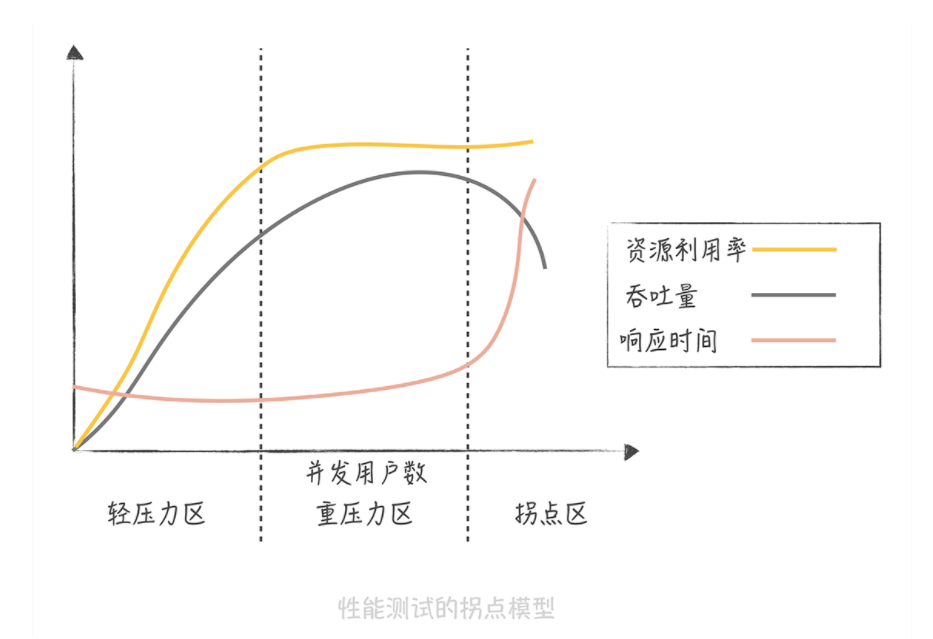 资源利用率
吞吐量
响应时间
并发用户数
轻压力区 重压力区 拐点区
性能测试的拐点模型